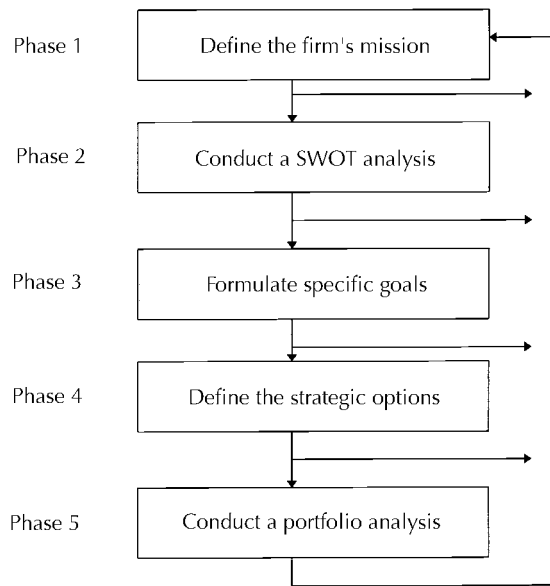 Phase 1
Define the firm's mission
Phase 2
Conduct a SWOT analysis
Phase 3
Formulate specific goals
Phase 4
Define the strategic options
Phase 5
Conduct a portfolio analysis